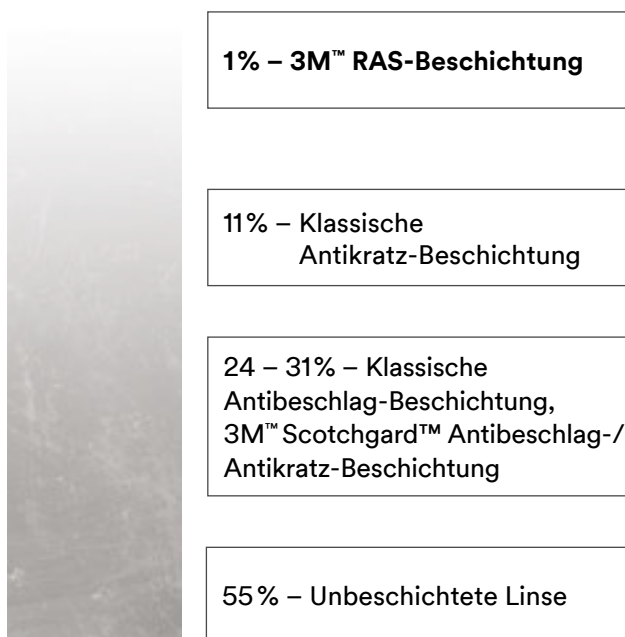 1% – 3M™ RAS-Beschichtung
11% – Klassische
Antikratz-Beschichtung
24 – 31% – Klassische
Antibeschlag-Beschichtung,
3M™ Scotchgard™ Antibeschlag-/
Antikratz-Beschichtung
55% – Unbeschichtete Linse